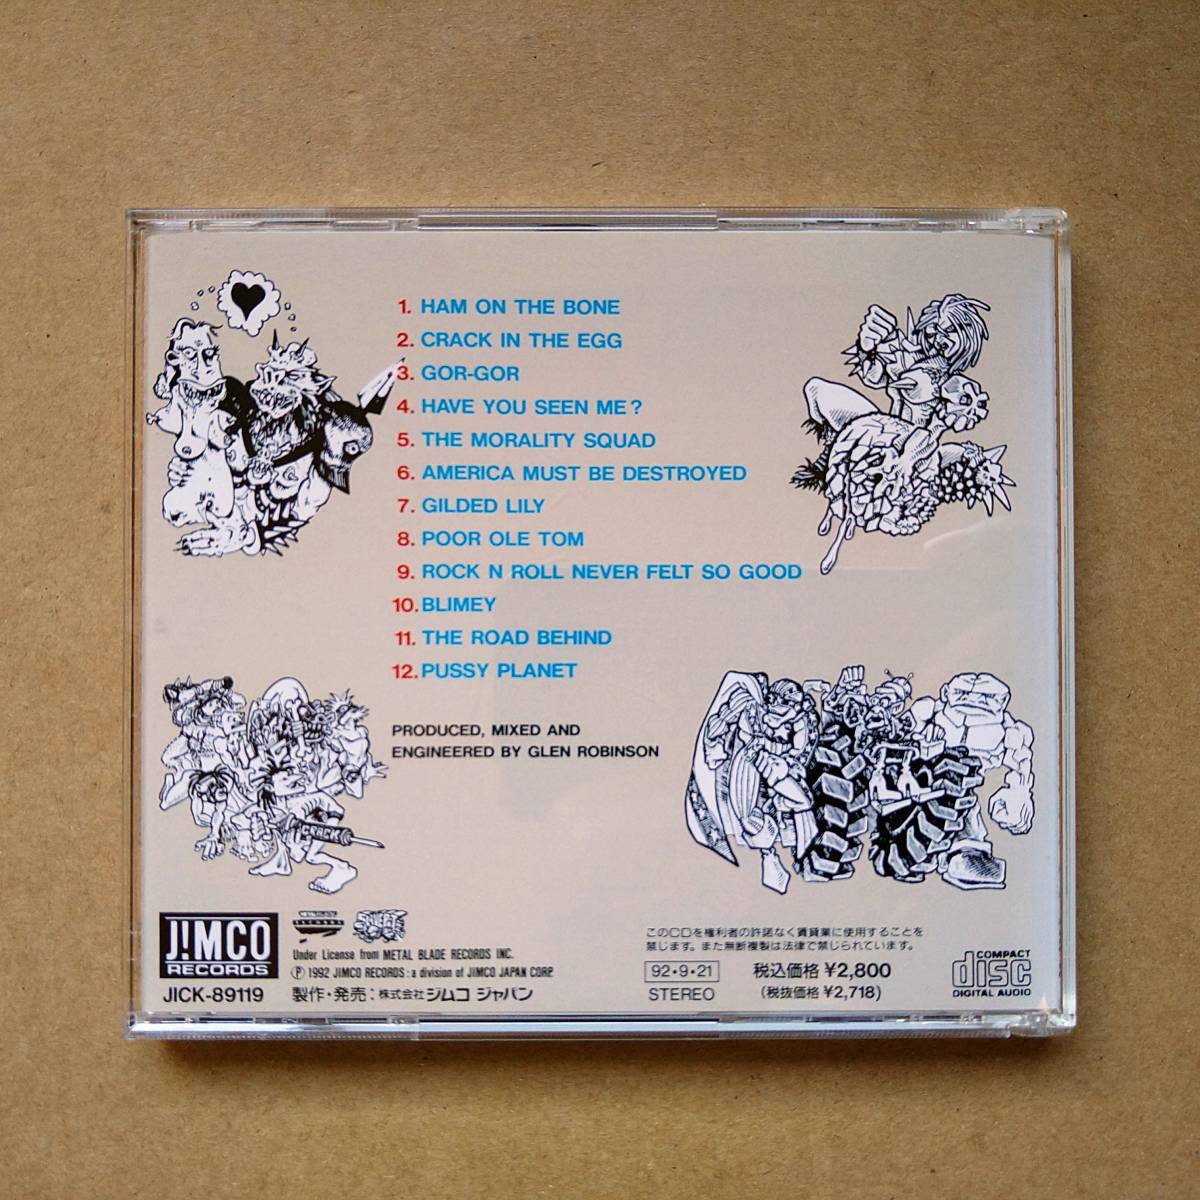 1. HAM ON THE BONE
2. CRACK IN THE EGG
3. GOR-GOR
4. HAVE YOU SEEN ME?
5. THE MORALITY SQUAD
6. AMERICA MUST BE DESTROYED
7. GILDED LILY
8. POOR OLE TOM
9. ROCK N ROLL NEVER FELT SO GOOD
10. BLIMEY
11. THE ROAD BEHIND
12. PUSSY PLANET
PRODUCED, MIXED AND
ENGINEERED BY GLEN ROBINSON
CRACK
J!MCO
RECORDS
JICK-89119
RECORDS
Under License from METAL BLADE RECORDS INC.
Ⓟ 1992 JIMCO RECORDS : a division of JIMCO JAPAN CORP.
製作・発売：株式会社 ジムコ ジャパン
このCDを権利者の許諾なく賃貸業に使用することを
禁じます。また無断複製は法律で禁じられています。
92・9・21 税込価格 ¥2,800
STEREO (税抜価格 ¥2,718)
COMPACT
disc
DIGITAL AUDIO